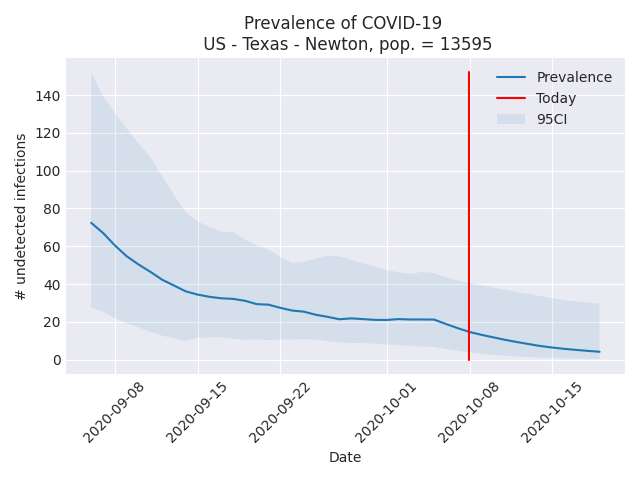 Prevalence of COVID-19
US - Texas - Newton, pop. = 13595
Prevalence
Today
95CI
# undetected infections
140
120
100
80
60
40
20
0
2020-09-08
2020-09-15
2020-09-22
2020-10-01
2020-10-08
2020-10-15
Date